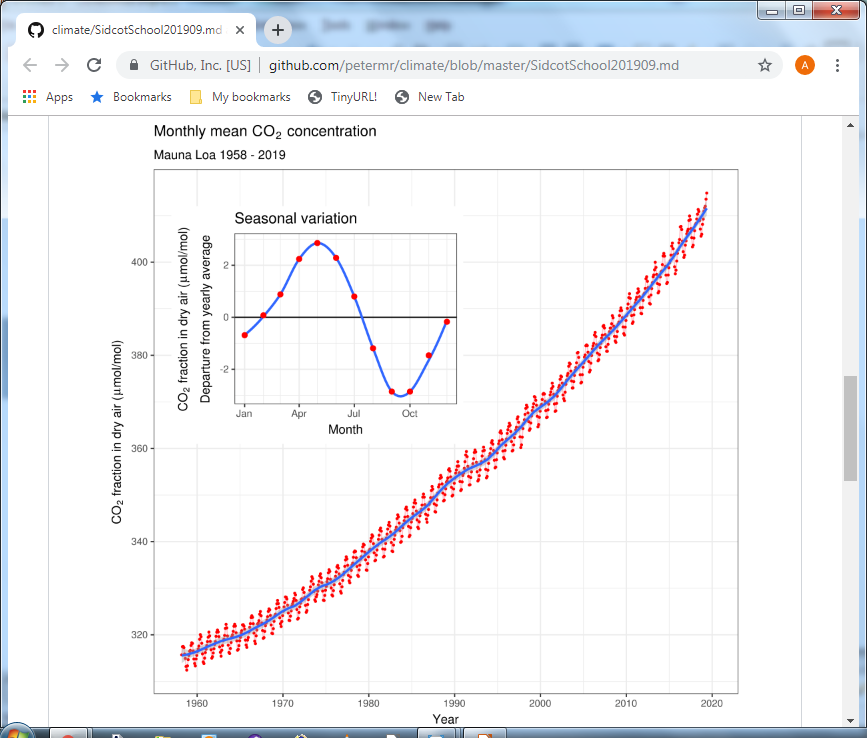 climate/SidcotSchool201909.md
GitHub, Inc. [US]
github.com/petermr/climate/blob/master/SidcotSchool201909.md
A
Apps
Bookmarks
My bookmarks
TinyURL!
New Tab
Monthly mean CO₂ concentration
Mauna Loa 1958 - 2019
Seasonal variation
CO₂ fraction in dry air (μmol/mol)
Departure from yearly average
2
0
-2
Jan
Apr
Jul
Oct
Month
CO₂ fraction in dry air (μmol/mol)
400
380
360
340
320
1960
1970
1980
1990
2000
2010
2020
Year